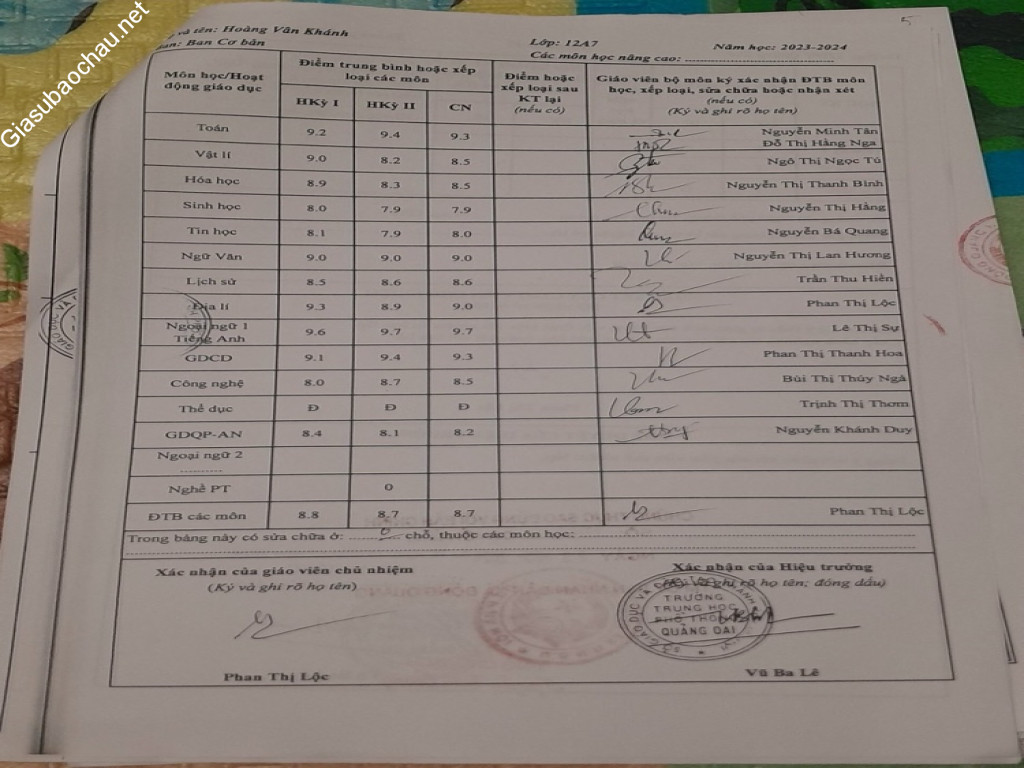 Giasubaochau.net
5
và tên: Hoàng Vân Khánh
Ban: Ban Cơ bản
Lớp: 12A7
Năm học: 2023-2024
Các môn học nâng cao: ............................
Môn học/Hoạt động giáo dục
Điểm trung bình hoặc xếp loại các môn
HKỳ I HKỳ II CN
Điểm hoặc xếp loại sau KT lại (nếu có)
Giáo viên bộ môn ký xác nhận ĐTB môn học, xếp loại, sửa chữa hoặc nhận xét (nếu có)
(Ký và ghi rõ họ tên)
Toán 9.2 9.4 9.3 Nguyễn Minh Tân
Đỗ Thị Hằng Nga
Vật lí 9.0 8.2 8.5 Ngô Thị Ngọc Tú
Hóa học 8.9 8.3 8.5 Nguyễn Thị Thanh Bình
Sinh học 8.0 7.9 7.9 Nguyễn Thị Hằng
Tin học 8.1 7.9 8.0 Nguyễn Bá Quang
Ngữ Văn 9.0 9.0 9.0 Nguyễn Thị Lan Hương
Lịch sử 8.5 8.6 8.6 Trần Thu Hiền
Địa lí 9.3 8.9 9.0 Phan Thị Lộc
Ngoại ngữ 1
Tiếng Anh 9.6 9.7 9.7 Lê Thị Sự
GDCD 9.1 9.4 9.3 Phan Thị Thanh Hoa
Công nghệ 8.0 8.7 8.5 Bùi Thị Thúy Ngà
Thể dục Đ Đ Đ Trịnh Thị Thơm
GDQP-AN 8.4 8.1 8.2 Nguyễn Khánh Duy
Ngoại ngữ 2
..........
Nghề PT 0
ĐTB các môn 8.8 8.7 8.7 Phan Thị Lộc
Trong bảng này có sửa chữa ở: ......0...... chỗ, thuộc các môn học: ............................
Xác nhận của giáo viên chủ nhiệm
(Ký và ghi rõ họ tên)
Phan Thị Lộc
Xác nhận của Hiệu trưởng
(Ký và ghi rõ họ tên; đóng dấu)
TRƯỜNG
TRUNG HỌC
PHỔ THÔNG
QUẢNG OAI
Vũ Ba Lê